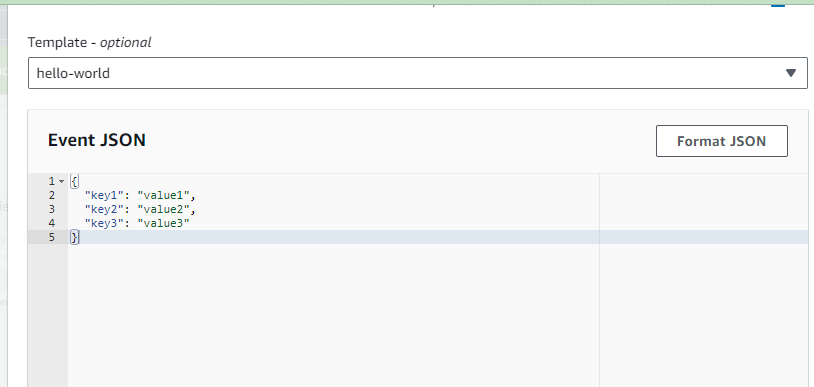 Template - optional
hello-world
Event JSON
Format JSON
1 {
2 "key1": "value1",
3 "key2": "value2",
4 "key3": "value3"
5 }